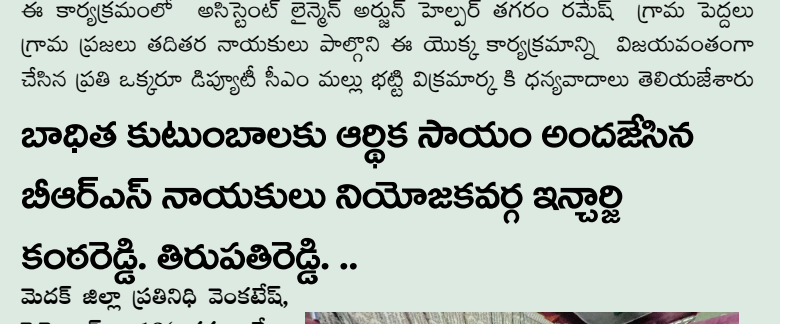 ఈ కార్యక్రమంలో అసిస్టెంట్ లైన్మెన్ అర్జున్ హెల్పర్ తగరం రమేష్ గ్రామ పెద్దలు
గ్రామ ప్రజలు తదితర నాయకులు పాల్గొని ఈ యొక్క కార్యక్రమాన్ని విజయవంతంగా
చేసిన ప్రతి ఒక్కరూ డిప్యూటీ సీఎం మల్లు భట్టి విక్రమార్క కి ధన్యవాదాలు తెలియజేశారు
బాధిత కుటుంబాలకు ఆర్థిక సాయం అందజేసిన
బీఆర్ఎస్ నాయకులు నియోజకవర్గ ఇన్చార్జి
కంఠరెడ్డి. తిరుపతిరెడ్డి. ..
మెదక్ జిల్లా ప్రతినిధి వెంకటేష్,